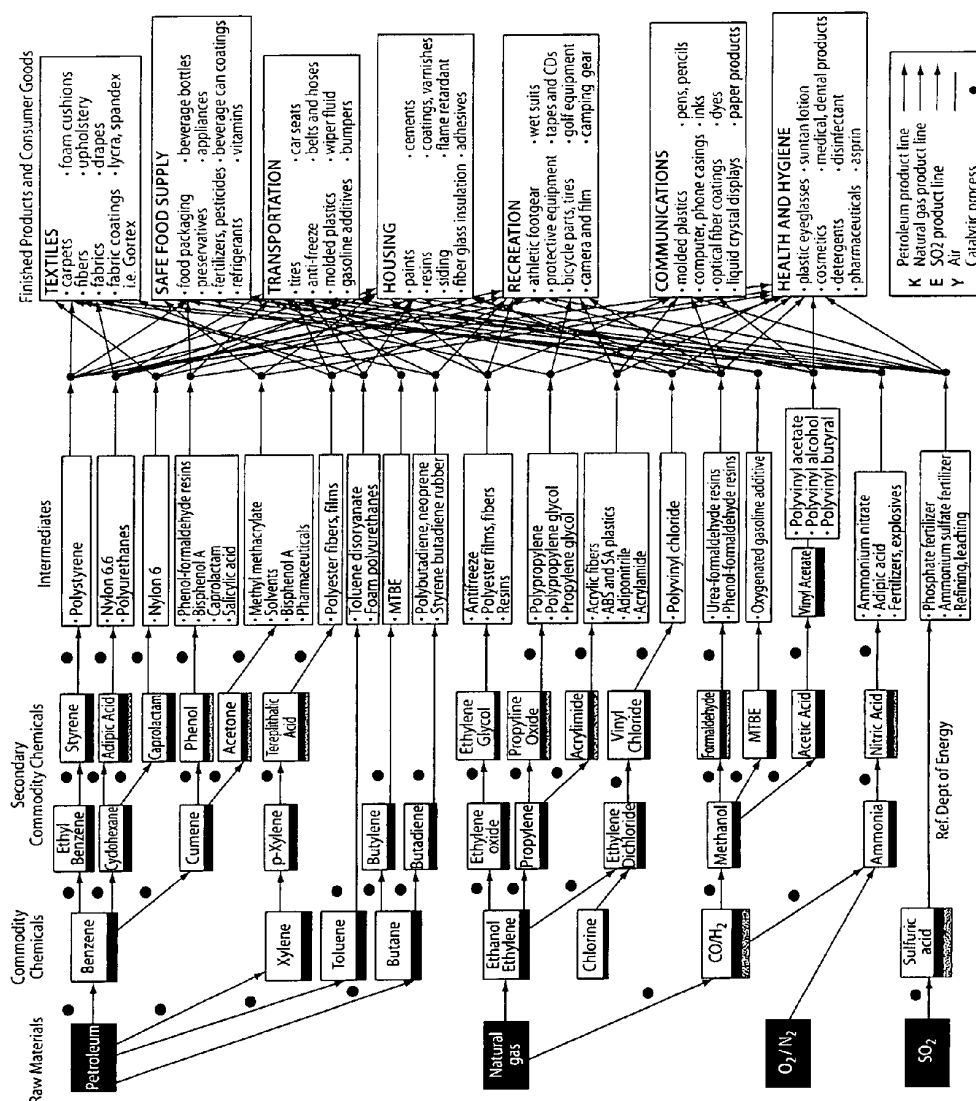 Raw Materials
Commodity
Chemicals
Secondary
Commodity Chemicals
Intermediates
Finished Products and Consumer Goods
Petroleum
Natural
gas
O2 / N2
SO2
Benzene
Xylene
Toluene
Butane
Ethanol
Ethylene
Chlorine
CO/H2
Sulfuric
acid
Ethyl
Benzene
Cydohexane
Cumene
p-Xylene
Butylene
Butadiene
Ethylene
oxide
Propylene
Ethylene
Dichloride
Methanol
Ammonia
Styrene
Adipic Acid
Caprolactam
Phenol
Acetone
Terephthalic
Acid
Ethylene
Glycol
Propyline
Oxide
Acrylimide
Vinyl
Chloride
Formaldehyde
MTBE
Acetic Acid
Nitric Acid
Vinyl Acetate
• Polystyrene
• Nylon 6.6
• Polyurethanes
• Nylon 6
• Phenol-formaldehyde resins
• Bisphenol A
• Caprolactam
• Salicylic acid
• Methyl methacrylate
• Solvents
• Bisphenol A
• Pharmaceuticals
• Polyester fibers, films
• Toluene disoryanate
• Foam polyurethanes
• MTBE
• Polybutadiene, neoprene
• Styrene butadiene rubber
• Antifreeze
• Polyester films, fibers
• Resins
• Polypropylene
• Polypropylene glycol
• Propylene glycol
• Acrylic fibers
• ABS and SA plastics
• Adiponitrile
• Acrylamide
• Polyvinyl chloride
• Urea-formaldehyde resins
• Phenol-formaldehyde resins
• Oxygenated gasoline additive
• Polyvinyl acetate
• Polyvinyl alcohol
• Polyvinyl butyral
• Ammonium nitrate
• Adipic acid
• Fertilizers, explosives
• Phosphate fertilizer
• Ammonium sulfate fertilizer
• Refining, leading
Ref. Dept of Energy
TEXTILES
• carpets • foam cushions
• fibers • upholstery
• fabrics • drapes
• fabric coatings • lycra, spandex
i.e. Gortex
SAFE FOOD SUPPLY
• food packaging • beverage bottles
• preservatives • appliances
• fertilizers, pesticides • beverage can coatings
• refrigerants • vitamins
TRANSPORTATION
• tires • car seats
• anti-freeze • belts and hoses
• molded plastics • wiper fluid
• gasoline additives • bumpers
HOUSING
• paints • cements
• resins • coatings, varnishes
• siding • flame retardant
• fiber glass insulation • adhesives
RECREATION
• athletic footgear • wet suits
• protective equipment • tapes and CDs
• bicycle parts, tires • golf equipment
• camera and film • camping gear
COMMUNICATIONS
• molded plastics • pens, pencils
• computer, phone casings • inks
• optical fiber coatings • dyes
• liquid crystal displays • paper products
HEALTH AND HYGIENE
• plastic eyeglasses • suntan lotion
• cosmetics • medical, dental products
• detergents • disinfectant
• pharmaceuticals • asprin
Petroleum product line
K Natural gas product line
E SO2 product line
Y Air
Catalytic process